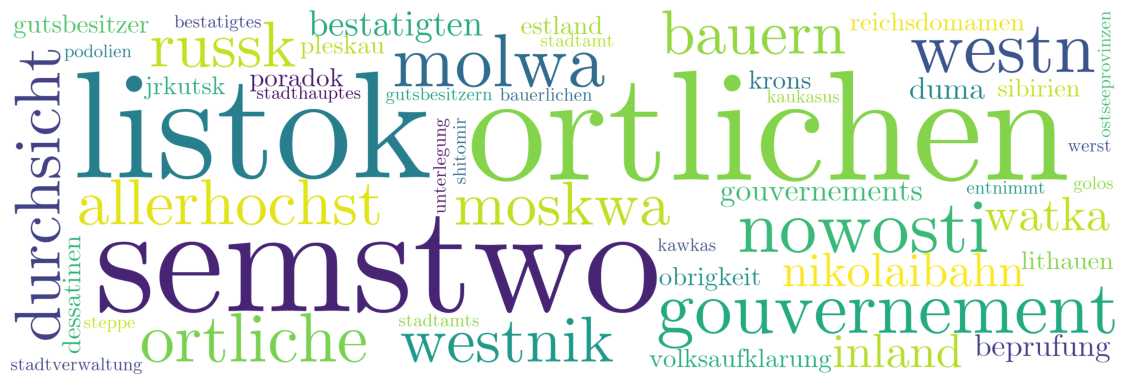 gutsbesitzer
bestatigtes
bestatigten
estland
reichsdomamen
podolien
russk
pleskau
stadtamt
bauern
westn
durchsicht
jrkutsk
poradok
stadthauptes
molwa
gutsbesitzern
bauerlichen
krons
kaukasus
duma
sibirien
ostseeprovinzen
listok
ortlichen
unterlegung
shitomir
werst
allerhochst
moskwa
gouvernements
entnimmt
golos
semstwo
nowosti
watka
dessatinen
kawkas
obrigkeit
nikolaibahn
lithauen
steppe
ortliche
stadtamts
westnik
gouvernement
stadtverwaltung
volksaufklarung
inland
beprufung